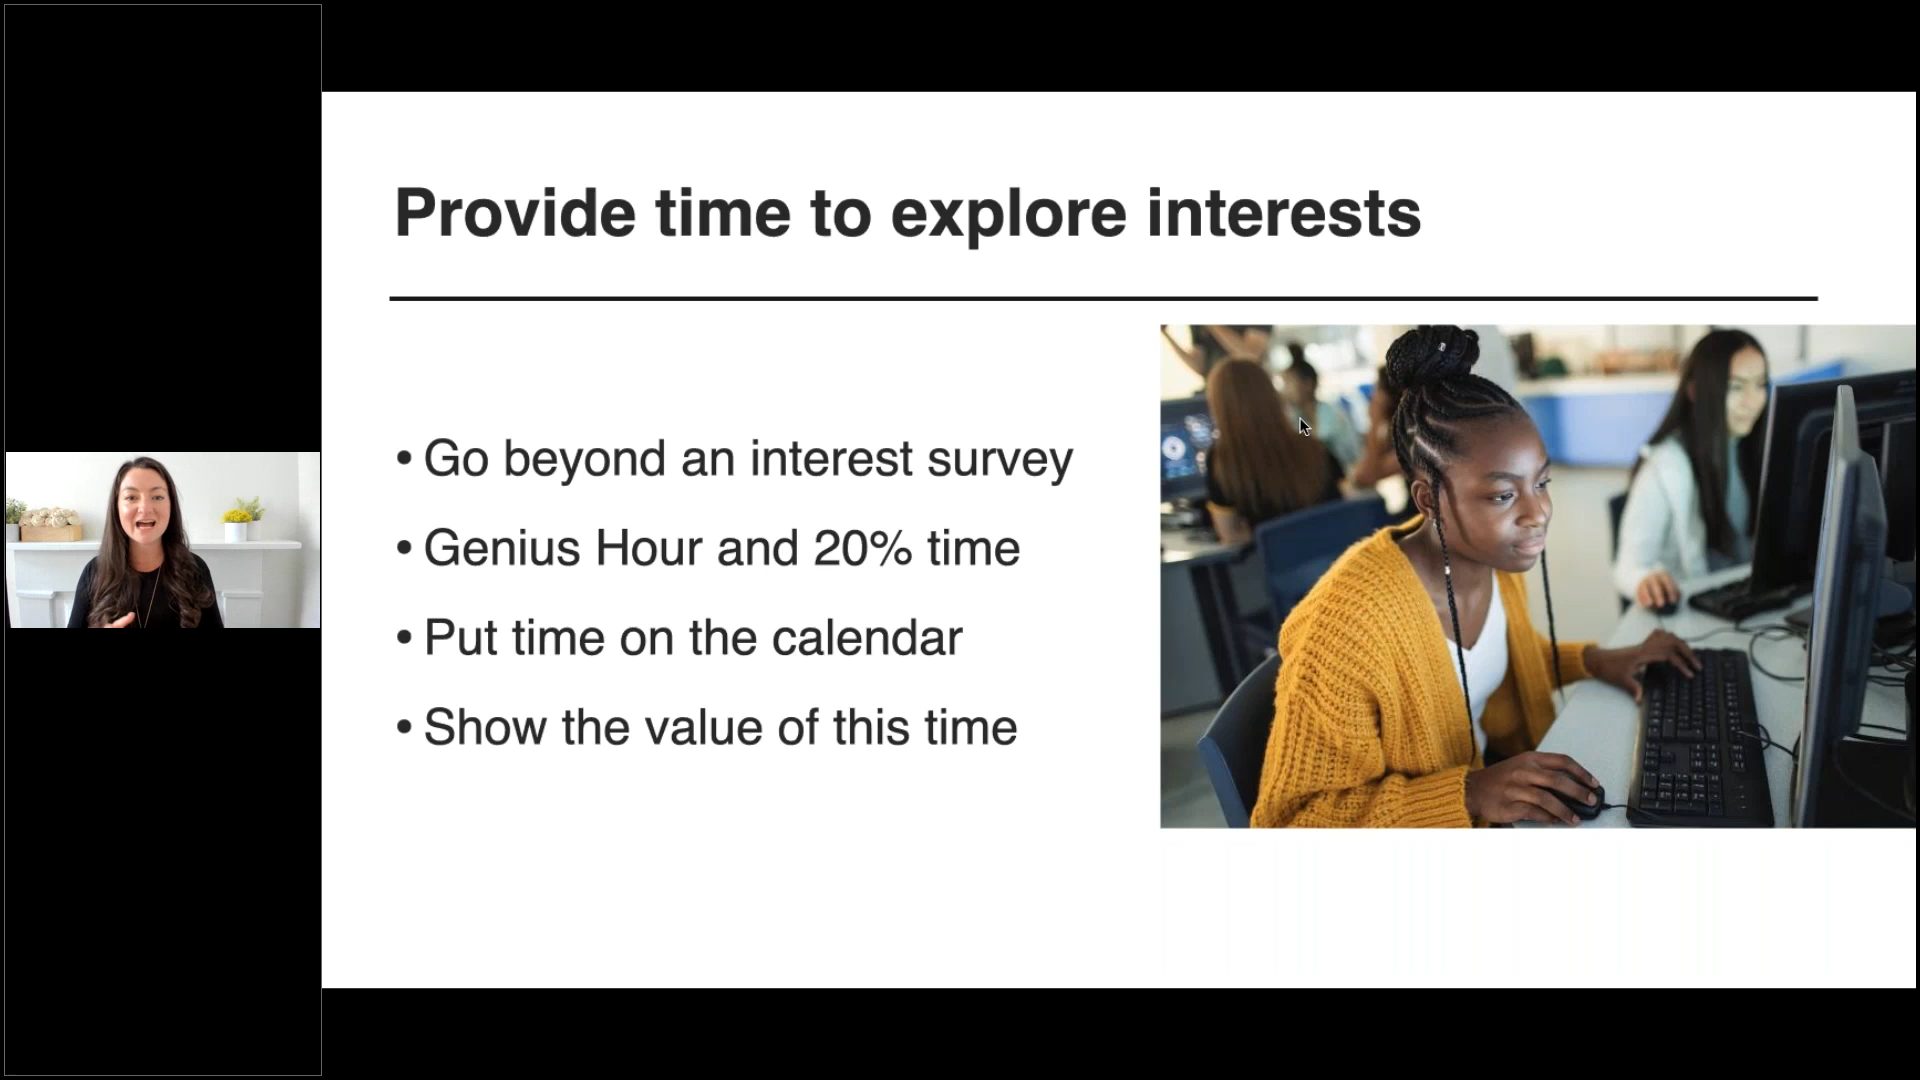 Provide time to explore interests
• Go beyond an interest survey
• Genius Hour and 20% time
• Put time on the calendar
• Show the value of this time